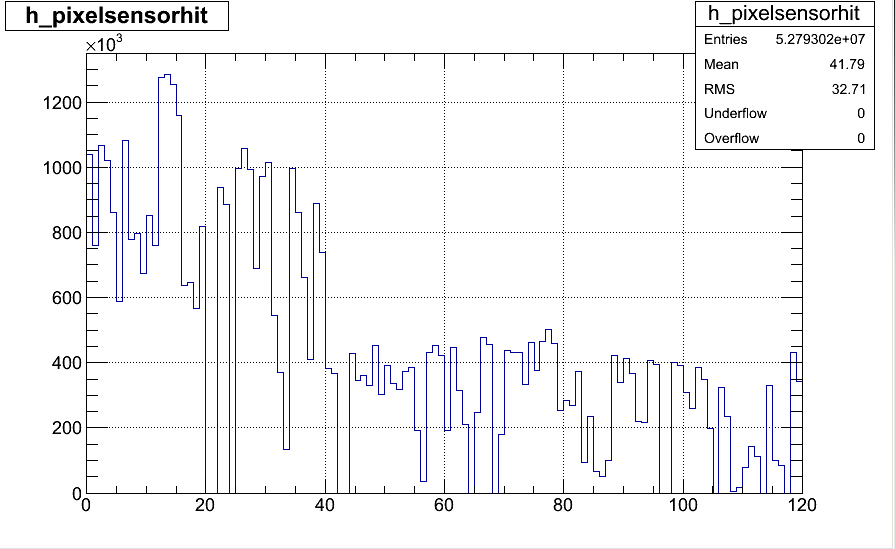 h_pixelsensorhit
h_pixelsensorhit
Entries 5.279302e+07
Mean 41.79
RMS 32.71
Underflow 0
Overflow 0
×10³
1200
1000
800
600
400
200
0
0 20 40 60 80 100 120